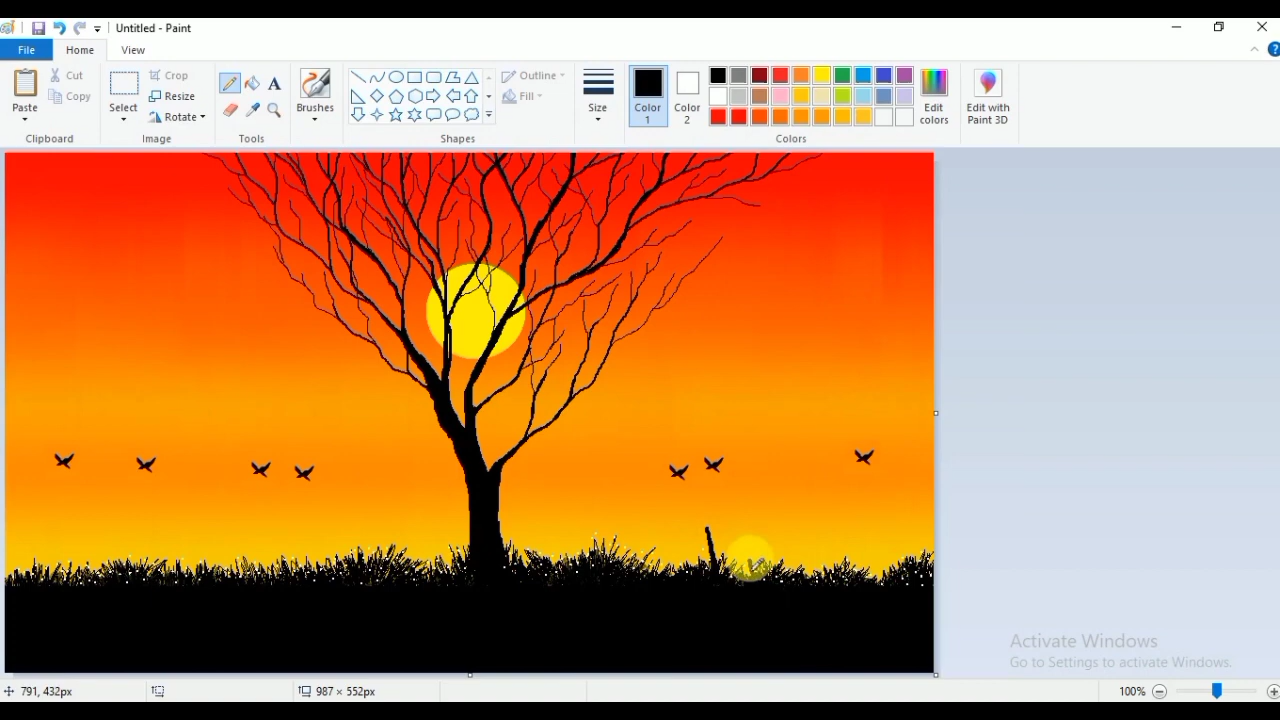 Untitled - Paint
File Home View
Paste
Cut
Copy
Clipboard
Select
Crop
Resize
Rotate
Image
Tools
Brushes
Shapes
Outline
Fill
Size
Color 1
Color 2
Colors
Edit colors
Edit with Paint 3D
Activate Windows
Go to Settings to activate Windows.
791, 432px
987 × 552px
100%